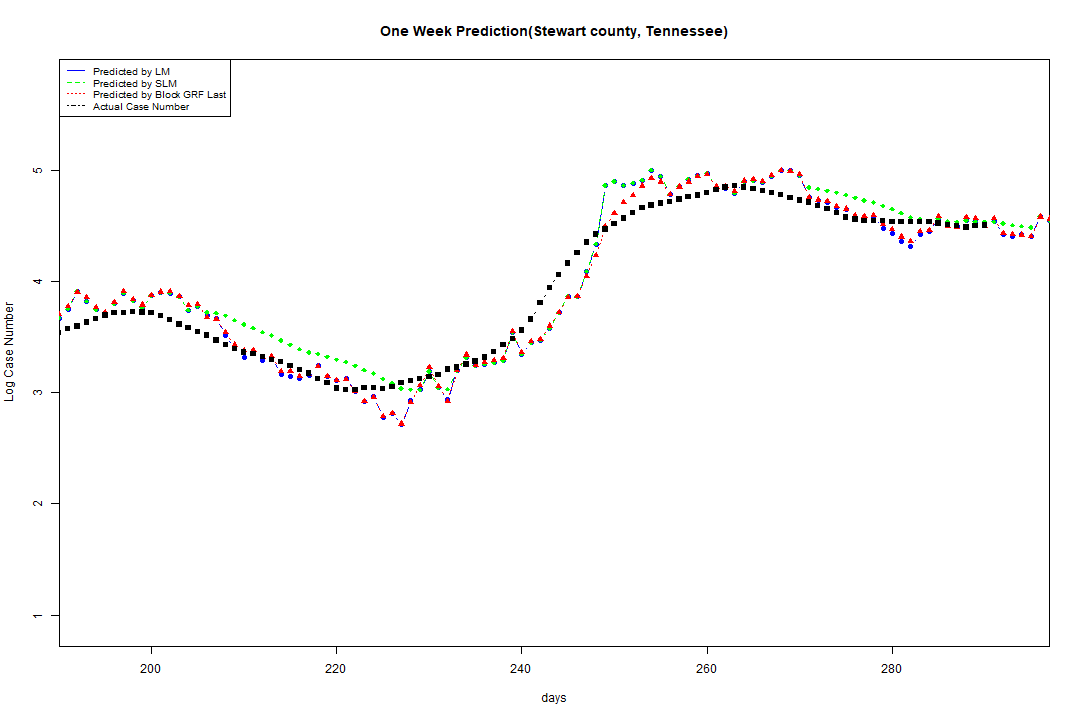 One Week Prediction(Stewart county, Tennessee)
Predicted by LM
Predicted by SLM
Predicted by Block GRF Last
Actual Case Number
5
4
3
2
1
Log Case Number
200 220 240 260 280
days